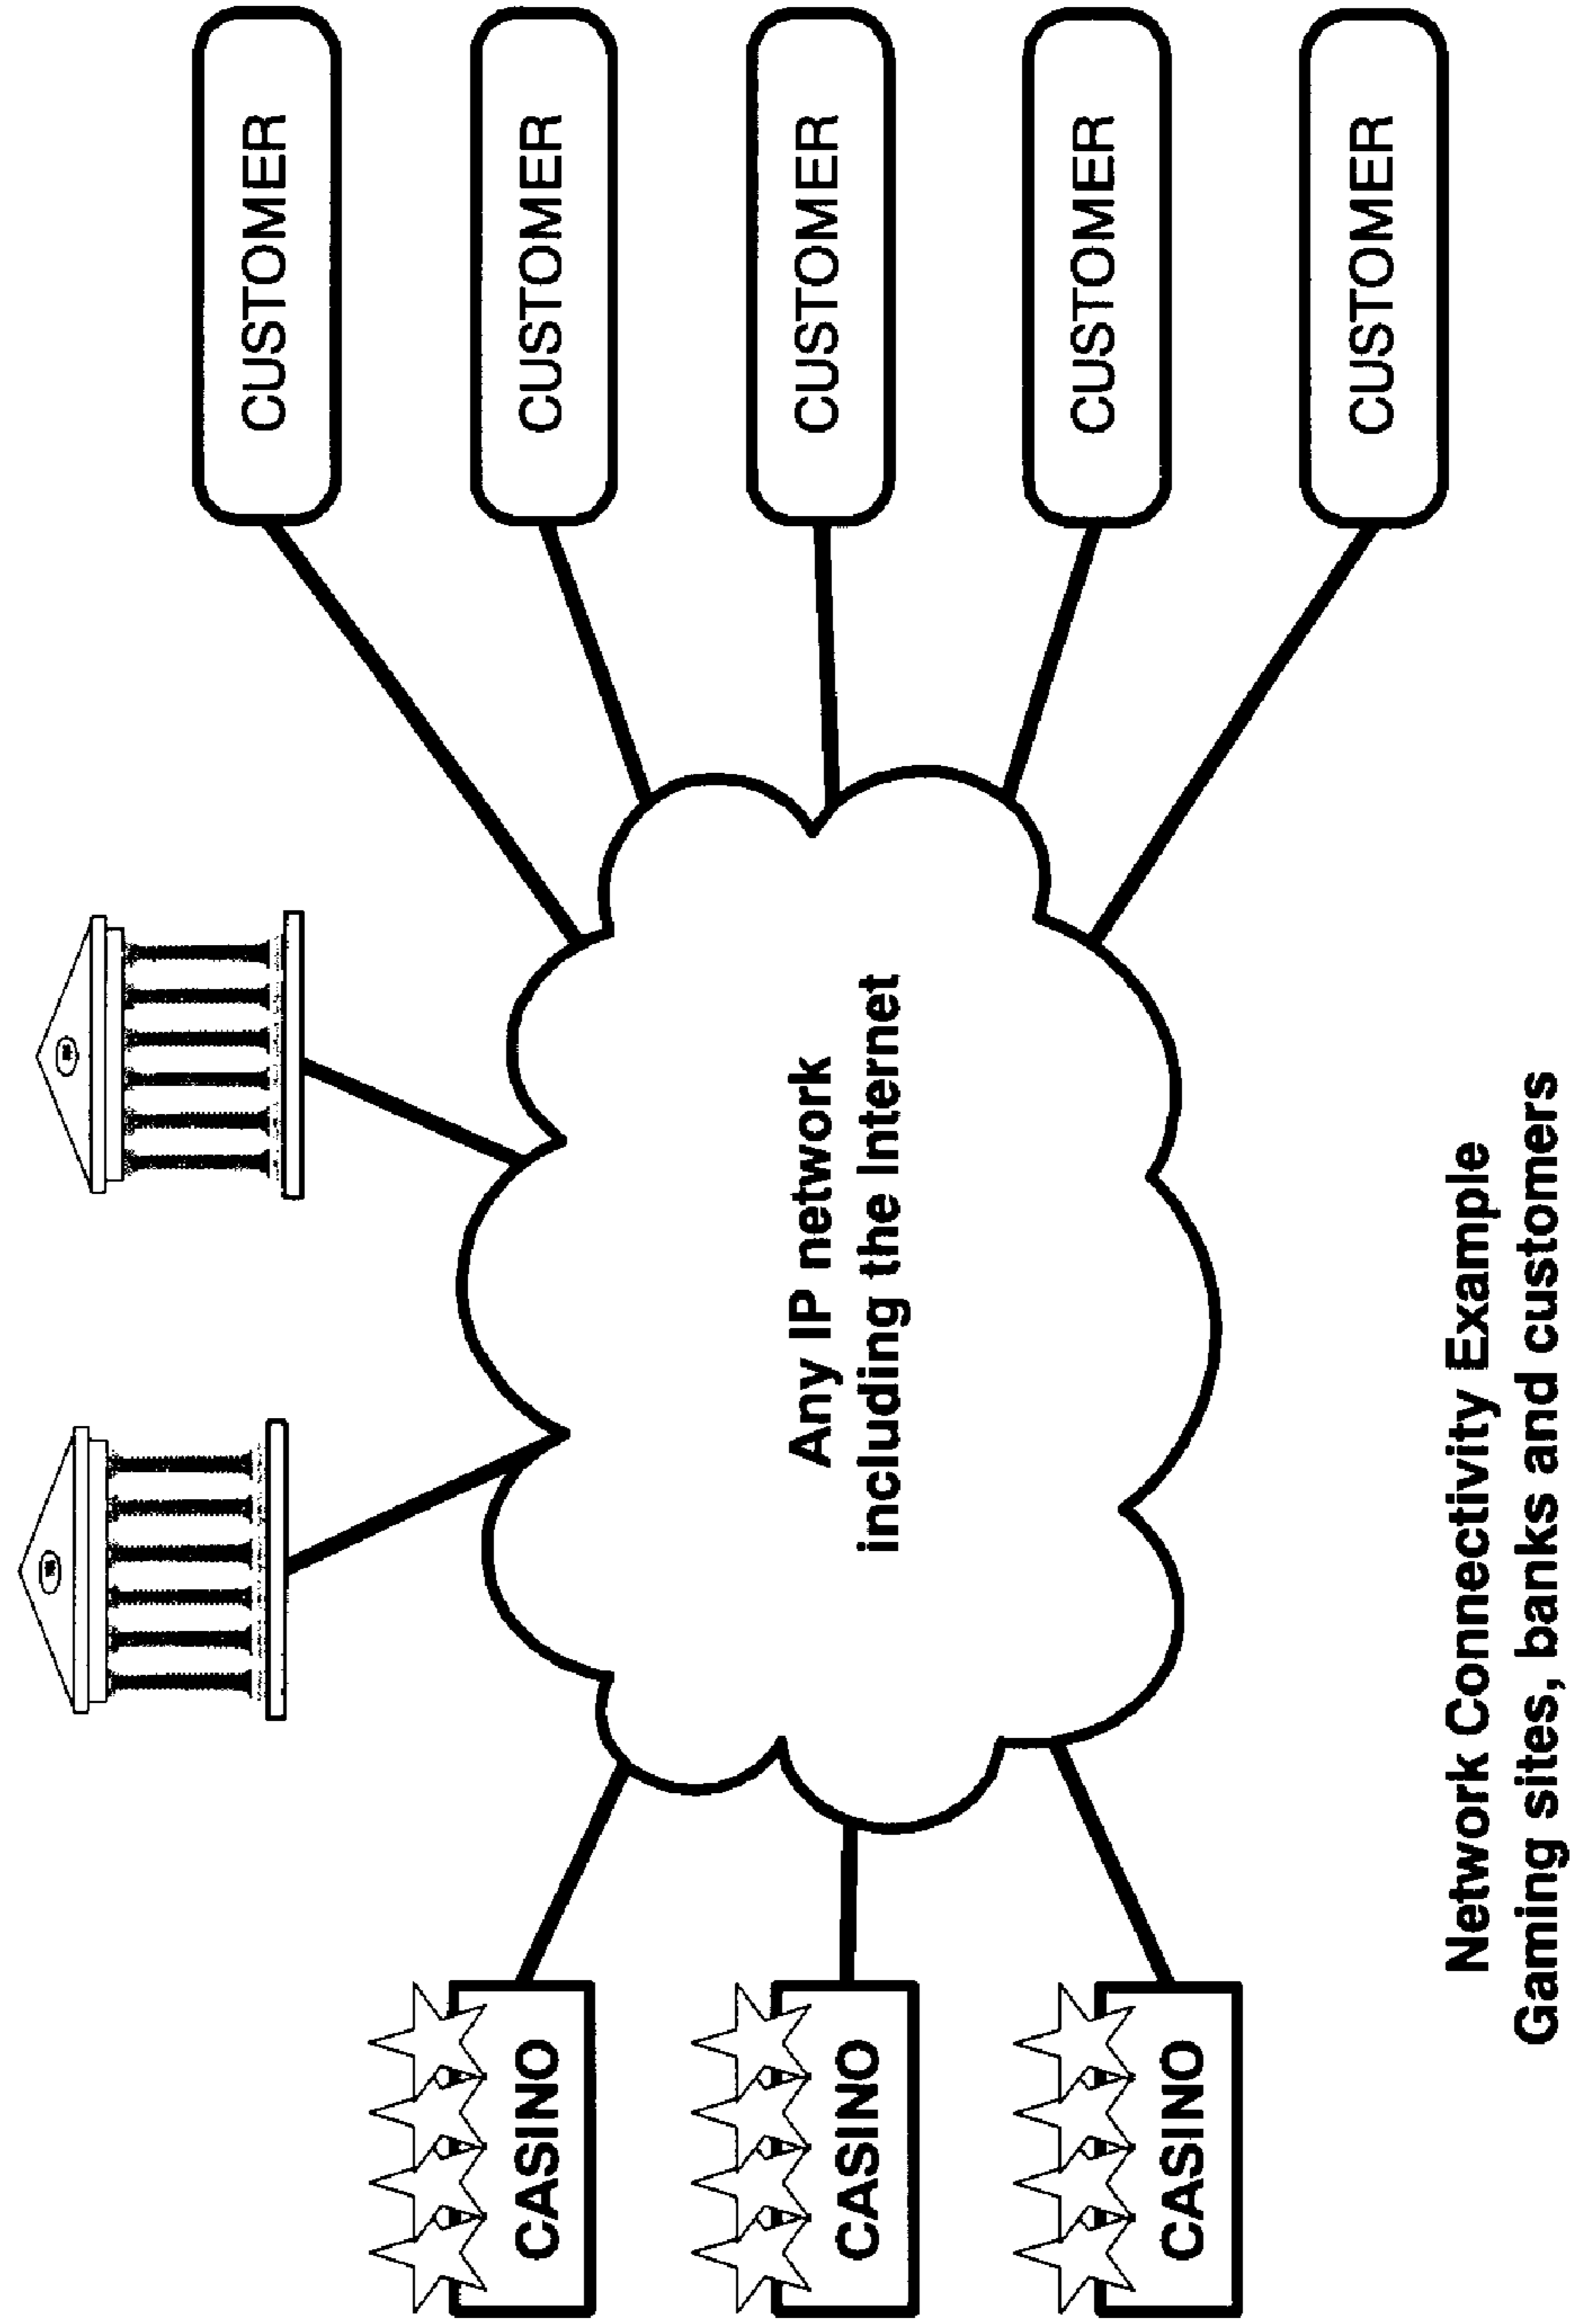 CASINO
CASINO
CASINO
Any IP network
including the Internet
CUSTOMER
CUSTOMER
CUSTOMER
CUSTOMER
CUSTOMER
Network Connectivity Example
Gaming sites, banks and customers